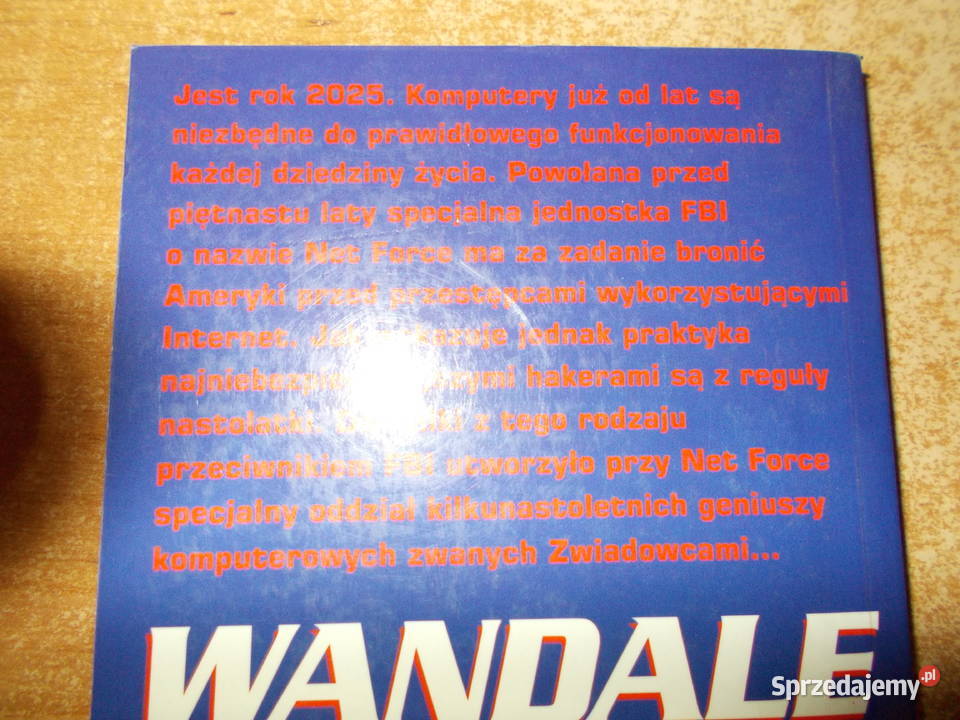 Jest rok 2025. Komputery już od lat są
niezbędne do prawidłowego funkcjonowania
każdej dziedziny życia. Powołana przed
piętnastu laty specjalna jednostka FBI
o nazwie Net Force ma za zadanie bronić
Ameryki przed przestępcami wykorzystującymi
Internet. jednak praktyka
hakerami są z reguły
nastolatki. z tego rodzaju
przeciwnikiem FBI utworzyło przy Net Force
specjalny oddział kilkunastoletnich geniuszy
komputerowych zwanych Zwiadowcami...
WANDALE
Sprzedajemy.pl